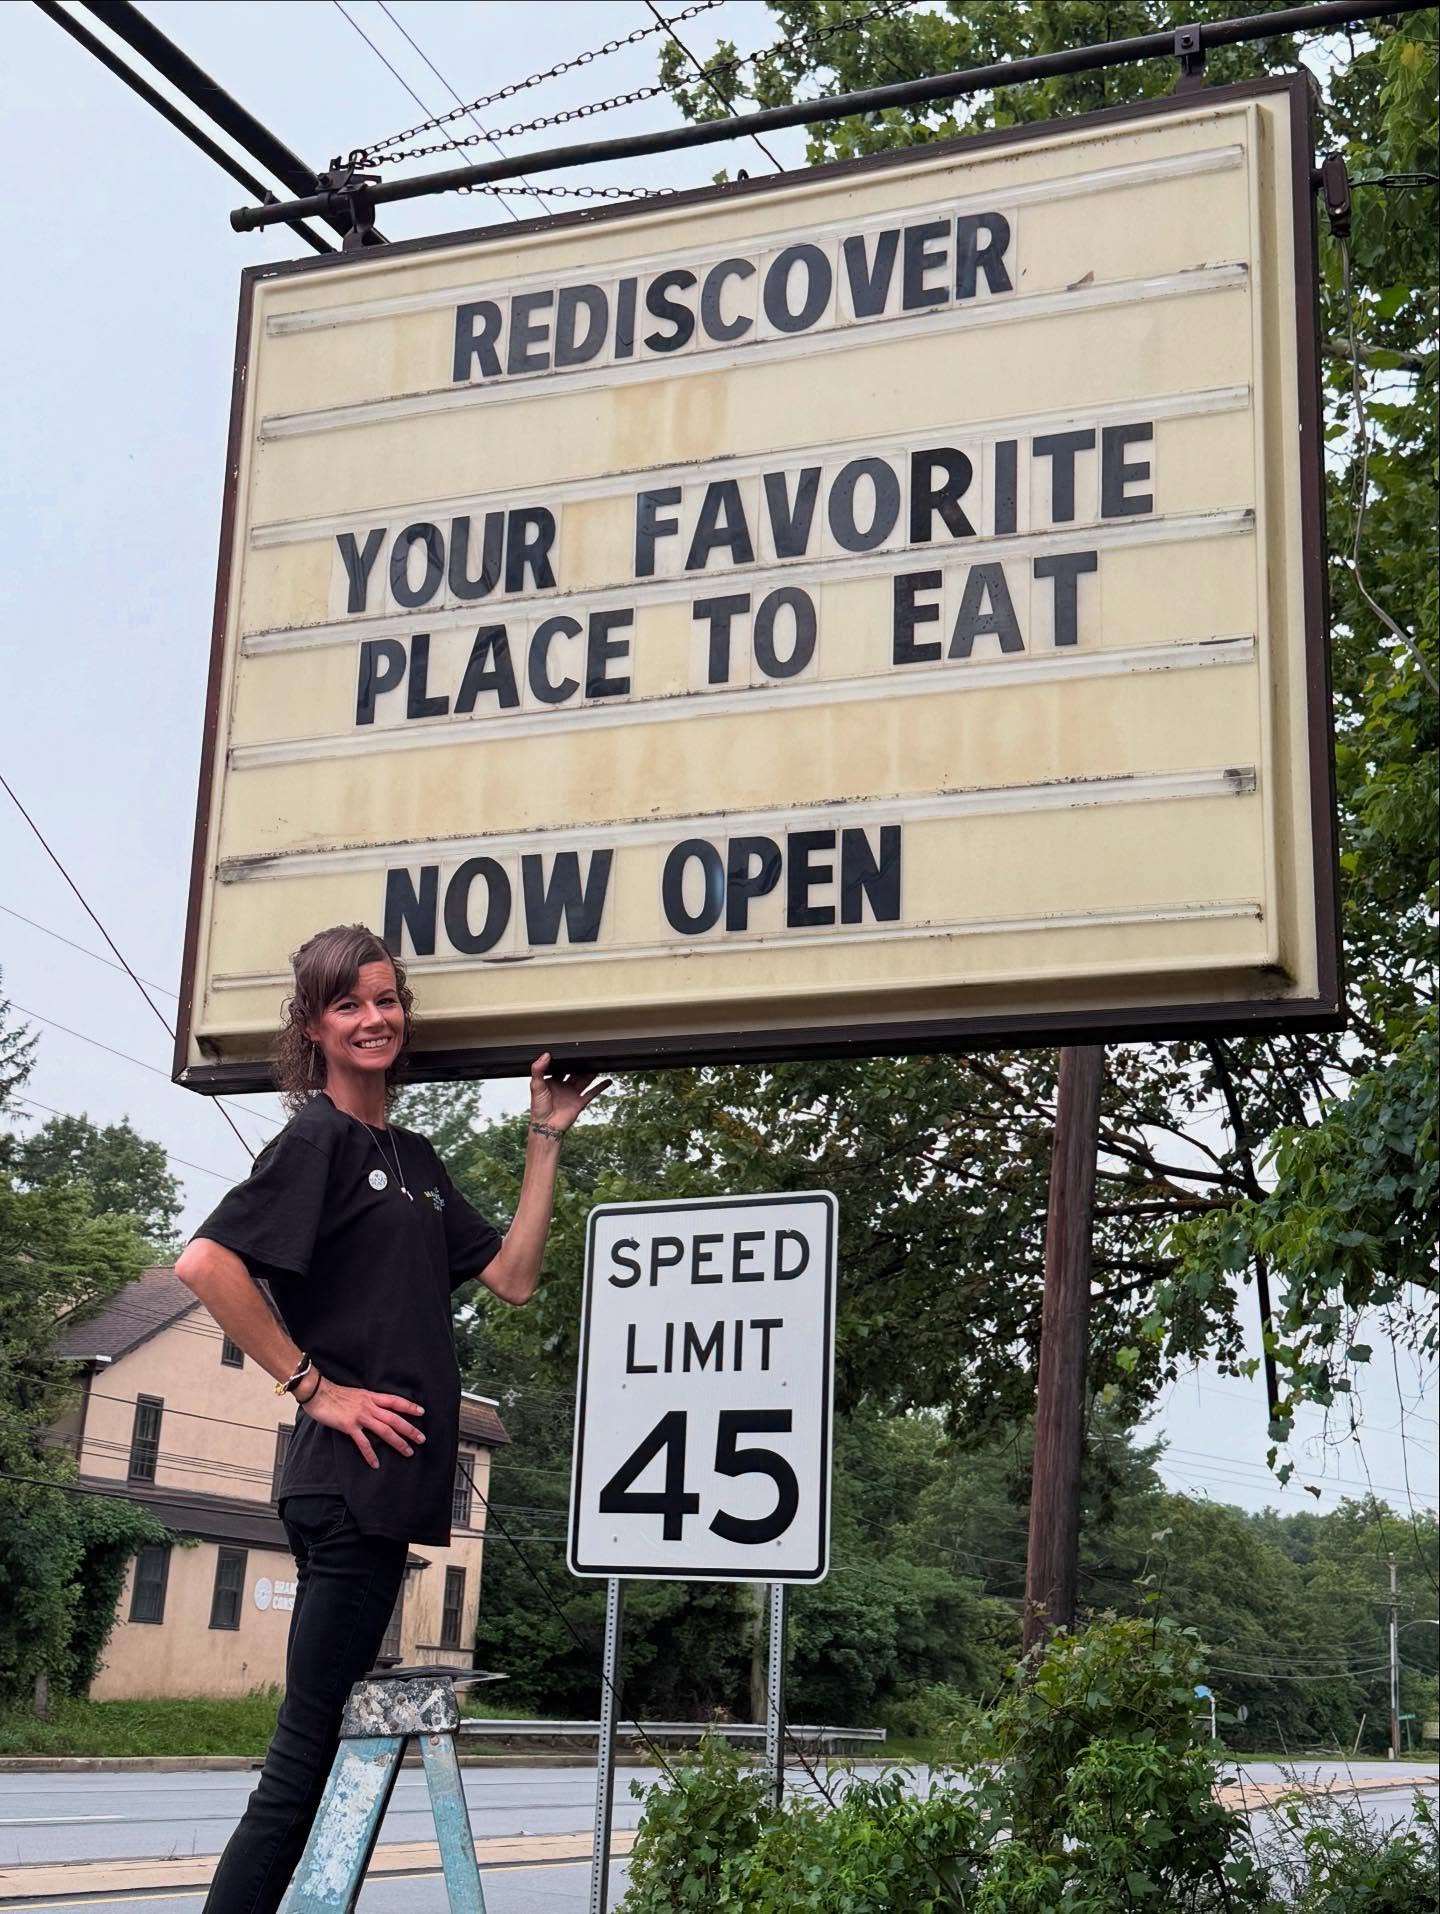 REDISCOVER
YOUR FAVORITE
PLACE TO EAT
NOW OPEN
SPEED
LIMIT
45